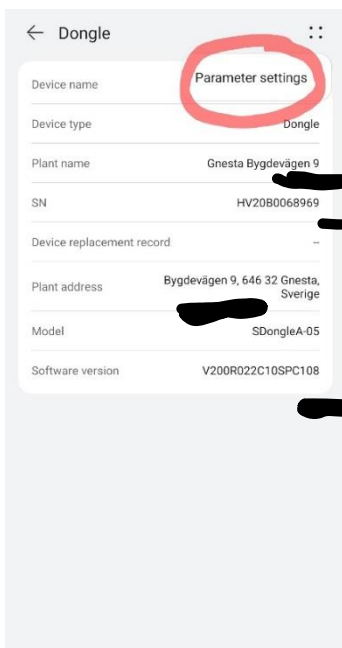 Dongle
Parameter settings
Device name
Device type Dongle
Plant name Gnesta Bygdevägen 9
SN HV20B0068969
Device replacement record --
Plant address Bygdevägen 9, 646 32 Gnesta,
Sverige
Model SDongleA-05
Software version V200R022C10SPC108